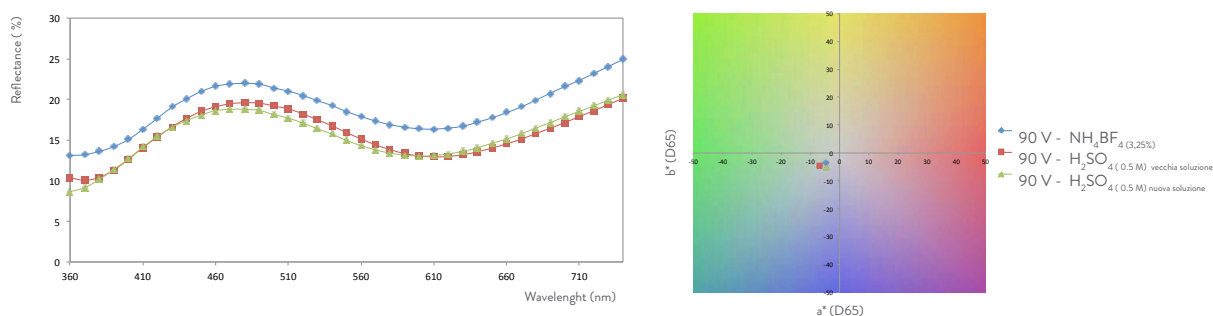 Reflectance ( %)
30
25
20
15
10
5
0
360 410 460 510 560 610 660 710
Wavelenght (nm)
b* (D65)
50
40
30
20
10
0
-10
-20
-30
-40
-50
-50 -40 -30 -20 -10 0 10 20 30 40 50
a* (D65)
90 V - NH4BF4 (3,25%)
90 V - H2SO4 ( 0.5 M) vecchia soluzione
90 V - H2SO4 ( 0.5 M) nuova soluzione